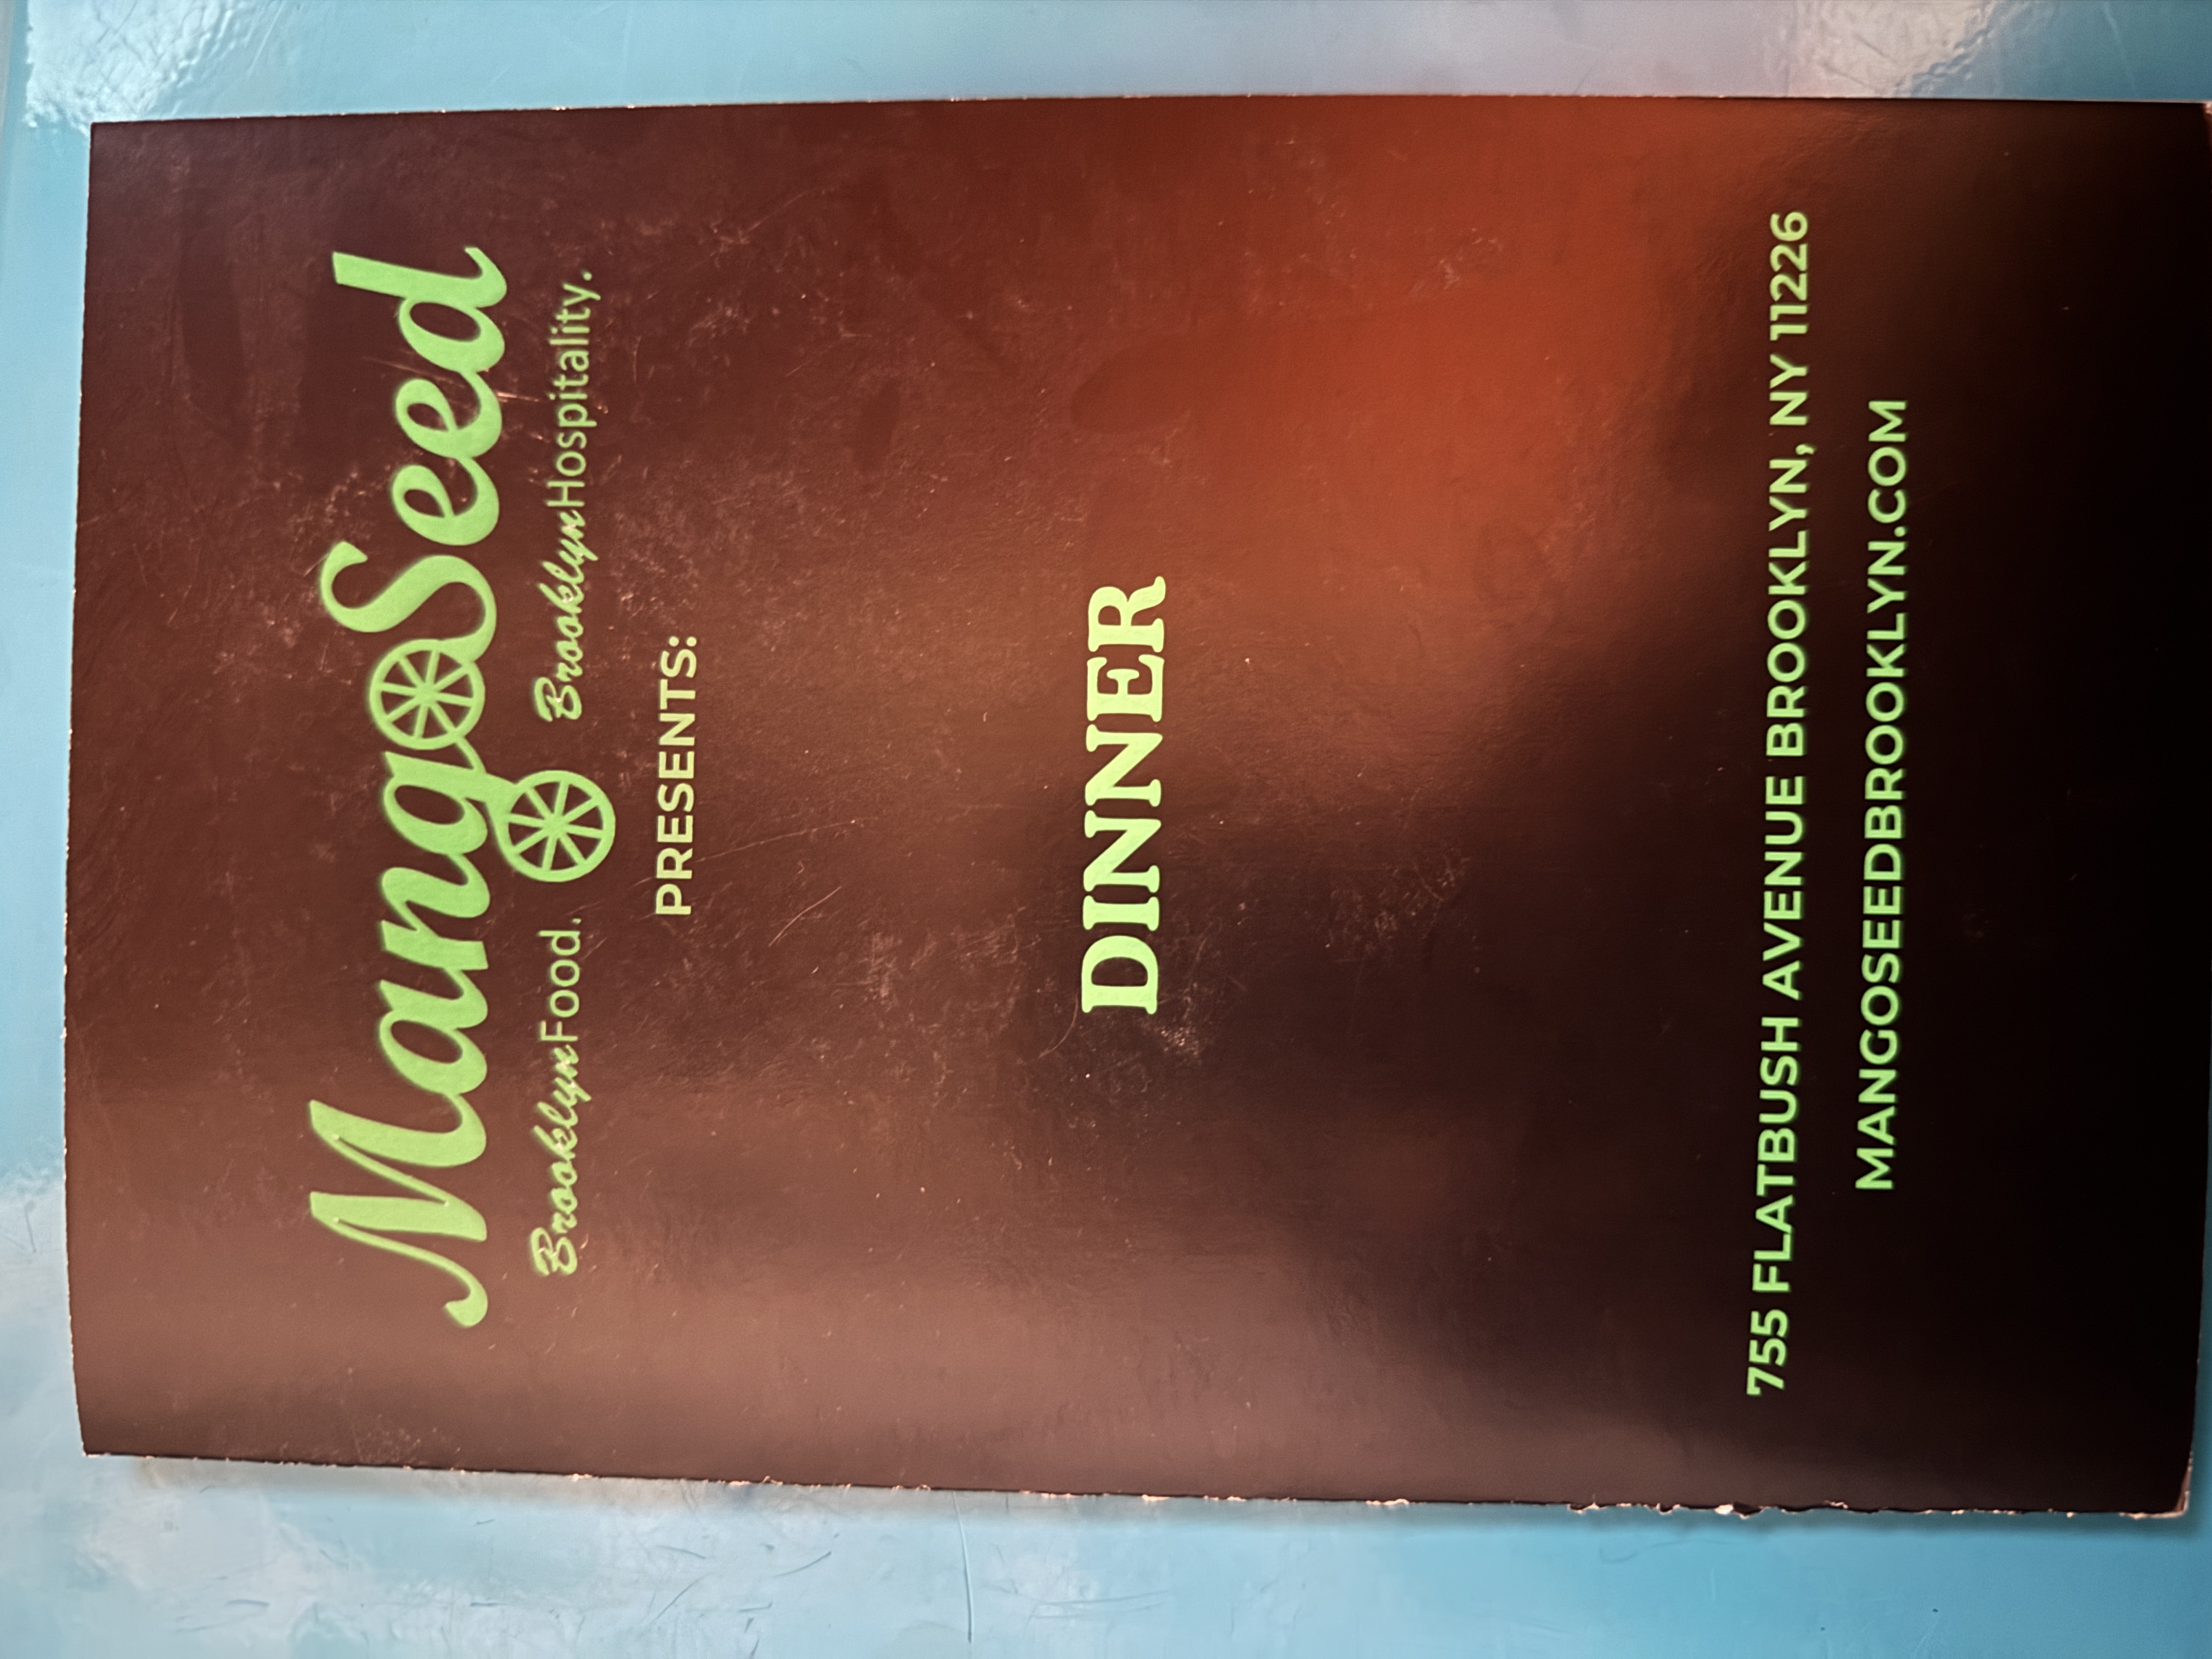 MangoSeed
BrooklynFood. BrooklynHospitality.
PRESENTS:
DINNER
755 FLATBUSH AVENUE BROOKLYN, NY 11226
MANGOSEEDBROOKLYN.COM